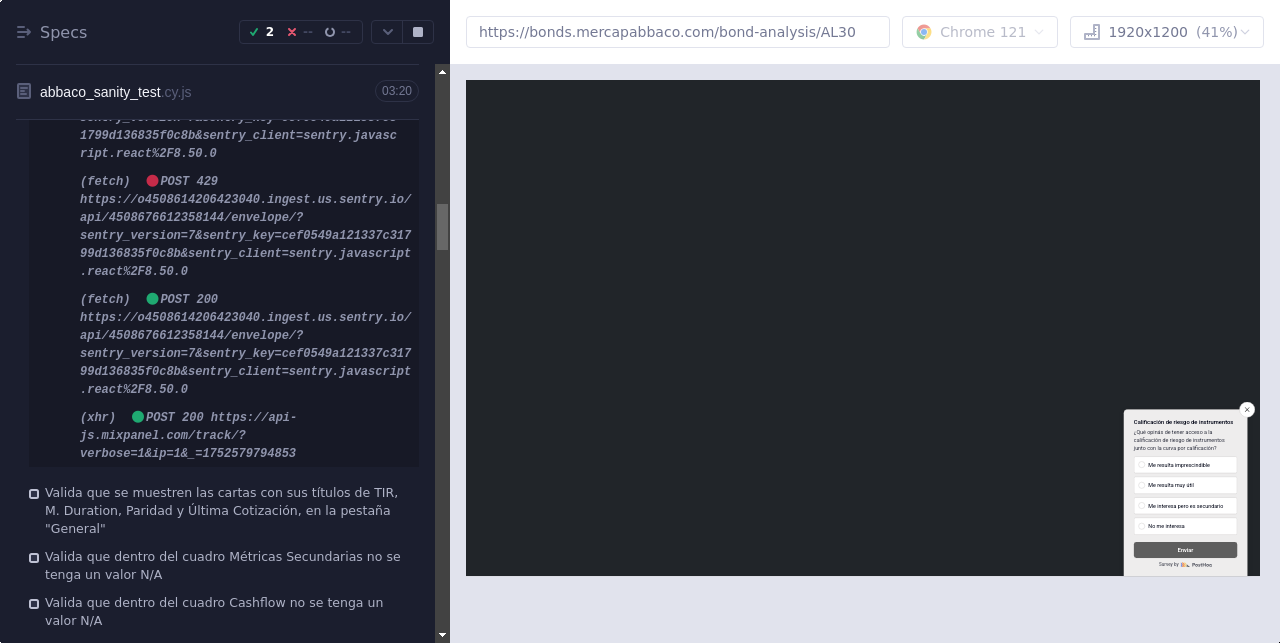 Specs
2
--
--
abbaco_sanity_test.cy.js
03:20
1799d136835f0c8b&sentry_client=sentry.javasc
ript.react%2F8.50.0
(fetch) POST 429
https://o4508614206423040.ingest.us.sentry.io/
api/4508676612358144/envelope/?
sentry_version=7&sentry_key=cef0549a121337c317
99d136835f0c8b&sentry_client=sentry.javascript
.react%2F8.50.0
(fetch) POST 200
https://o4508614206423040.ingest.us.sentry.io/
api/4508676612358144/envelope/?
sentry_version=7&sentry_key=cef0549a121337c317
99d136835f0c8b&sentry_client=sentry.javascript
.react%2F8.50.0
(xhr) POST 200 https://api-
js.mixpanel.com/track/?
verbose=1&ip=1&_=1752579794853
Valida que se muestren las cartas con sus títulos de TIR,
M. Duration, Paridad y Última Cotización, en la pestaña
"General"
Valida que dentro del cuadro Métricas Secundarias no se
tenga un valor N/A
Valida que dentro del cuadro Cashflow no se tenga un
valor N/A
https://bonds.mercapabbaco.com/bond-analysis/AL30
Chrome 121
1920x1200 (41%)
Calificación de riesgo de instrumentos
¿Qué opinás de tener acceso a la
calificación de riesgo de instrumentos
junto con la curva por calificación?
Me resulta imprescindible
Me resulta muy útil
Me interesa pero es secundario
No me interesa
Enviar
Survey by PostHog